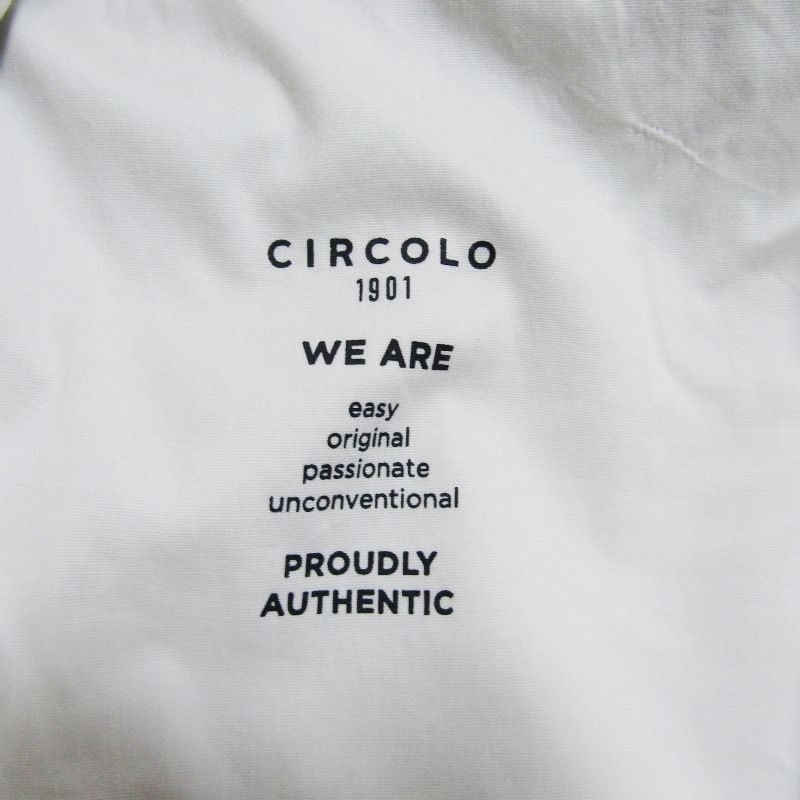 CIRCOLO
1901
WE ARE
easy
original
passionate
unconventional
PROUDLY
AUTHENTIC